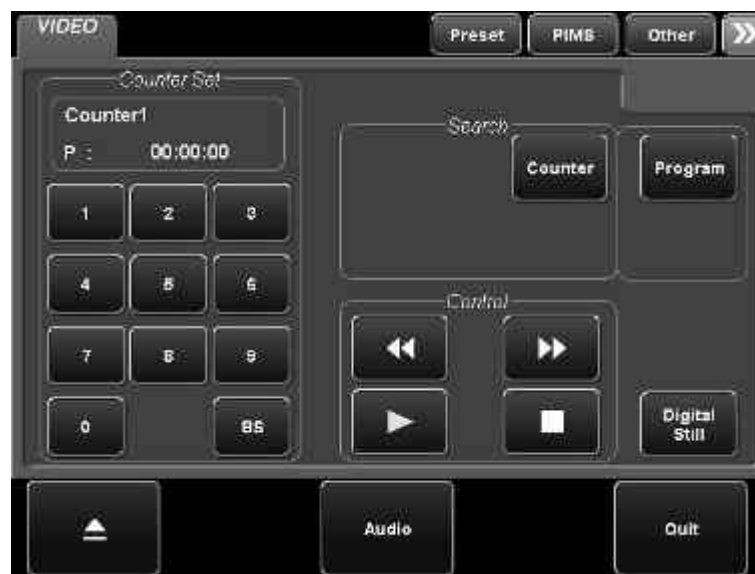 VIDEO
Preset
PIMS
Other
Counter Set
Counter1
P : 00:00:00
1 2 3
4 5 6
7 8 9
0 BS
Search
Counter
Program
Control
Digital
Still
Audio
Quit